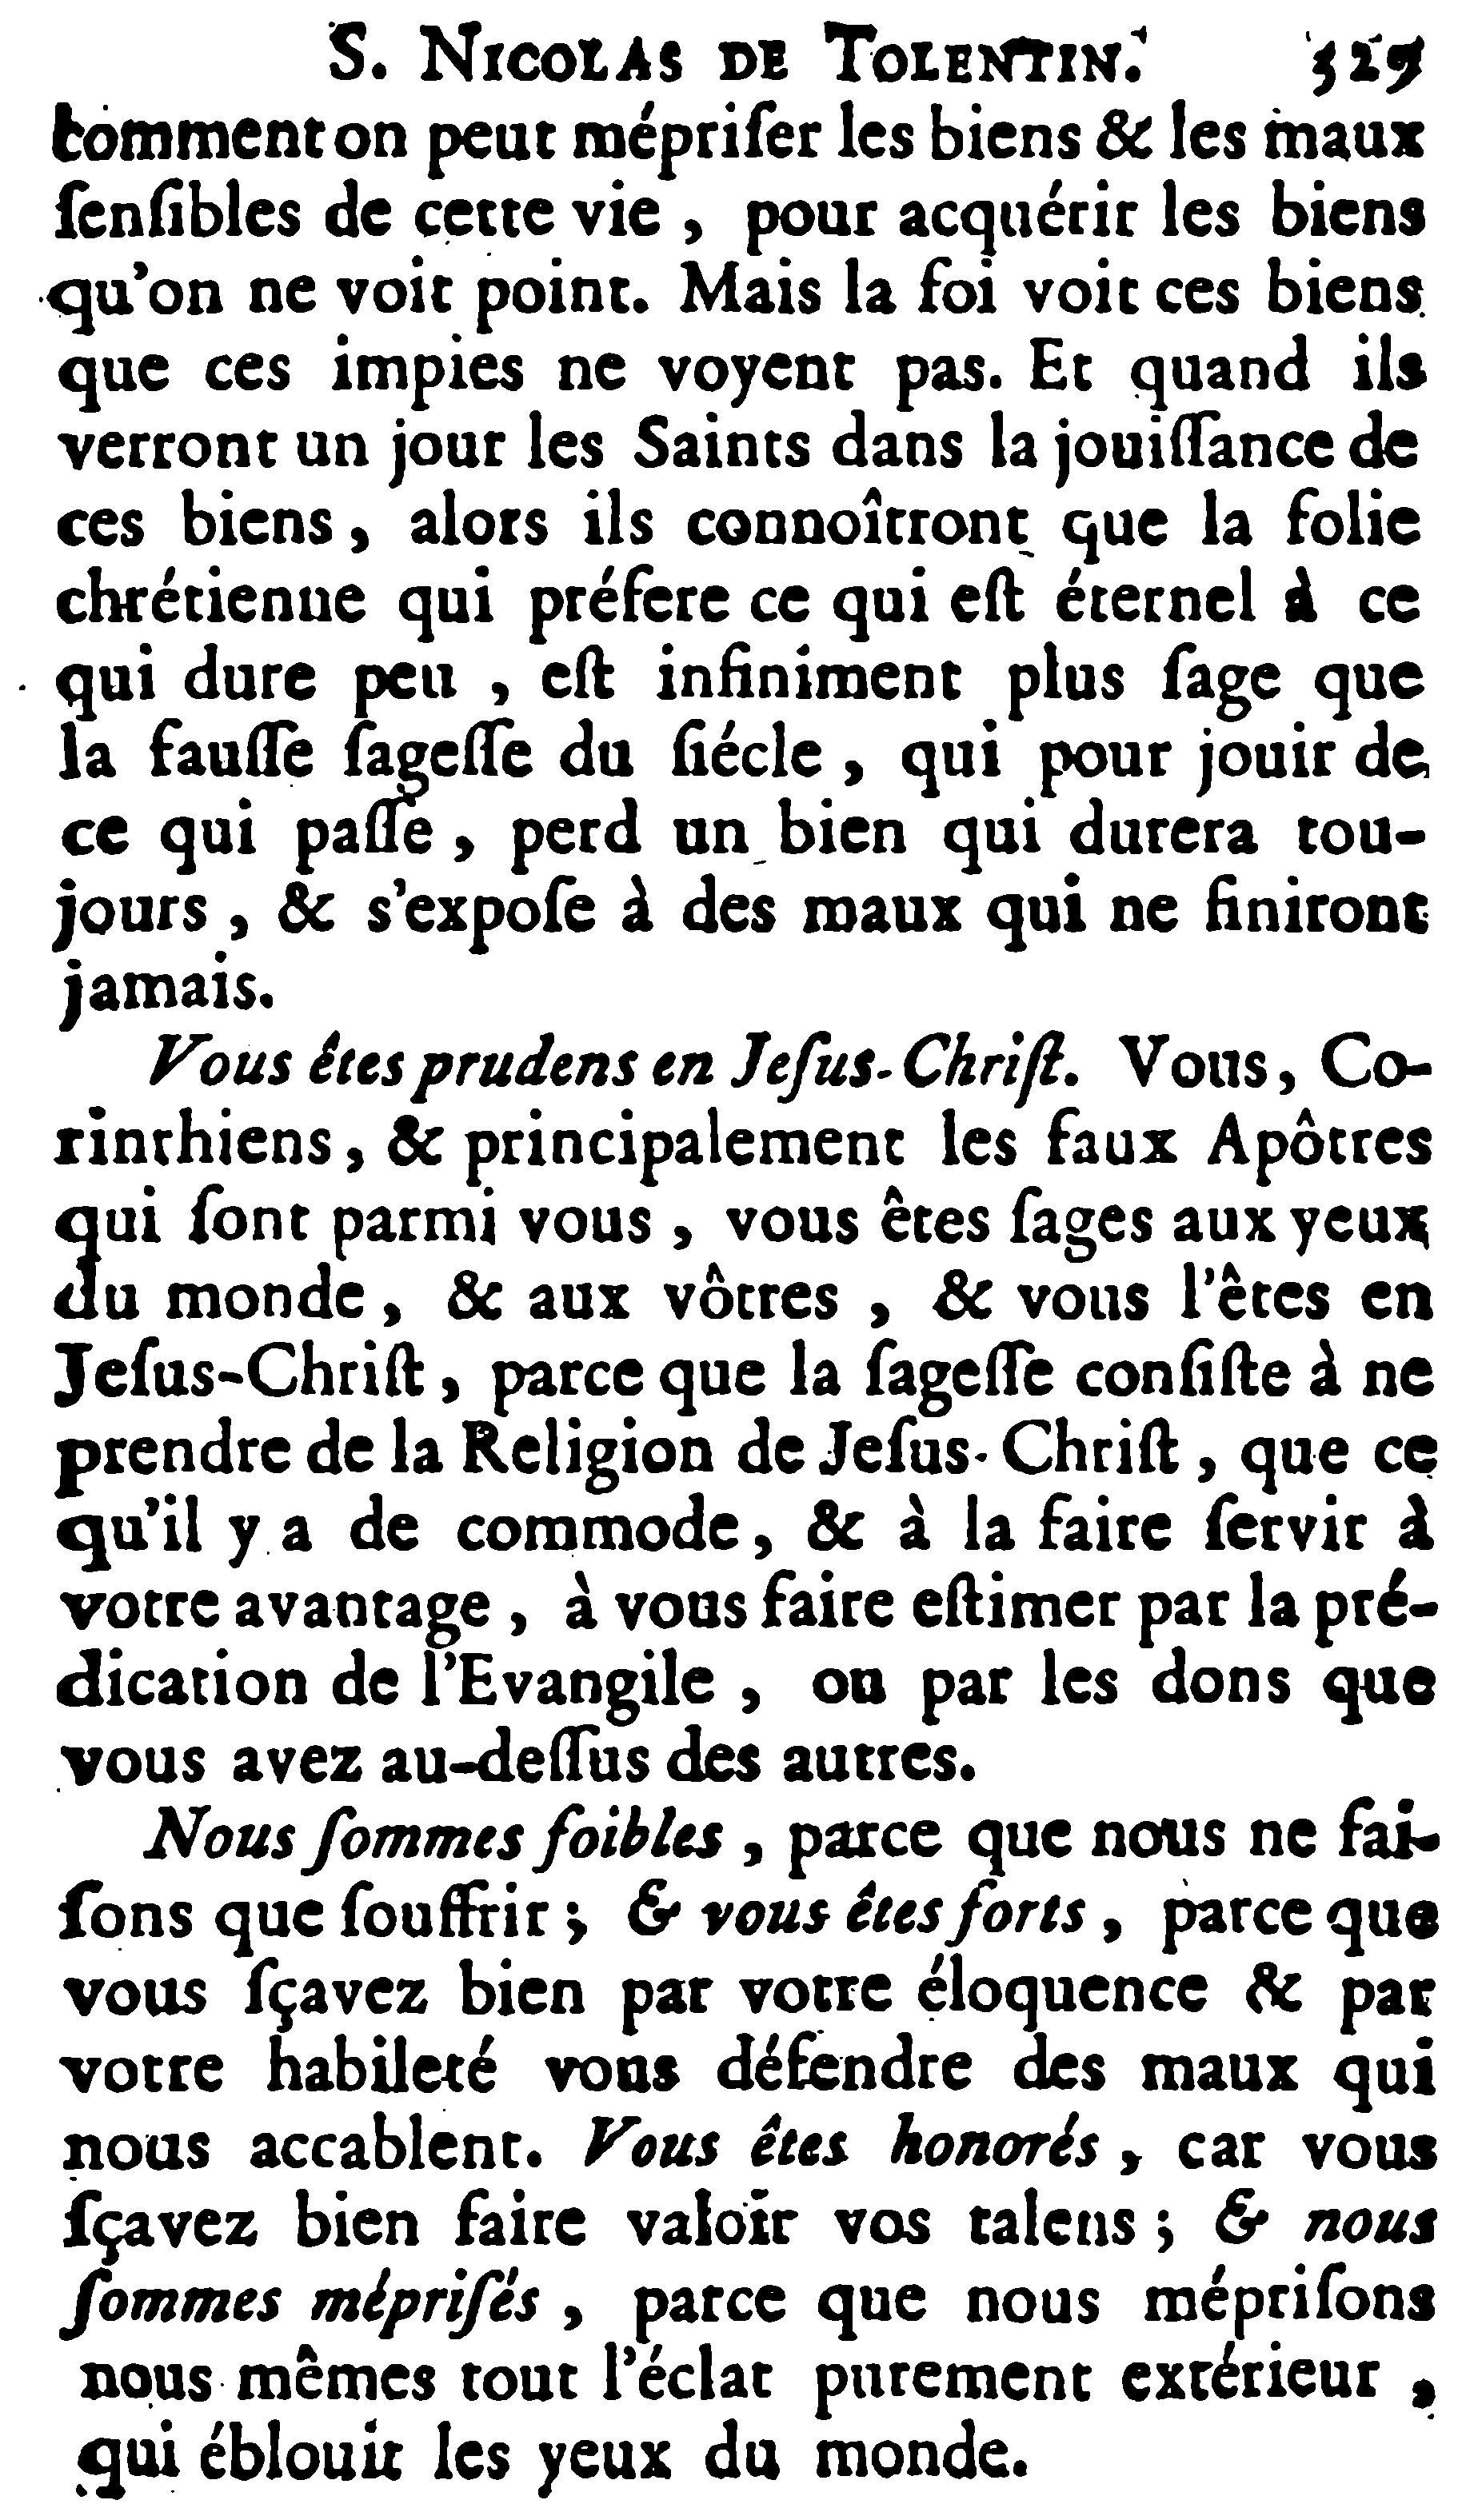 S. NICOLAS DE TOLENTIN. 329
comment on peut mépriſer les biens & les maux
ſenſibles de cette vie, pour acquérir les biens
qu'on ne voit point. Mais la foi voit ces biens
que ces impies ne voyent pas. Et quand ils
verront un jour les Saints dans la jouiſſance de
ces biens, alors ils connoîtront que la folie
chrétienne qui préfere ce qui eſt éternel à ce
qui dure peu, eſt infiniment plus ſage que
la fauſſe ſageſſe du ſiécle, qui pour jouir de
ce qui paſſe, perd un bien qui durera tou-
jours, & s'expoſe à des maux qui ne finiront
jamais.
Vous êtes prudens en Jeſus-Chriſt. Vous, Co-
rinthiens, & principalement les faux Apôtres
qui ſont parmi vous, vous êtes ſages aux yeux
du monde, & aux vôtres, & vous l'êtes en
Jeſus-Chriſt, parce que la ſageſſe conſiſte à ne
prendre de la Religion de Jeſus-Chriſt, que ce
qu'il y a de commode, & à la faire ſervir à
votre avantage, à vous faire eſtimer par la pré-
dication de l'Evangile, ou par les dons que
vous avez au-deſſus des autres.
Nous ſommes foibles, parce que nous ne fai-
ſons que ſouffrir; & vous êtes forts, parce que
vous ſçavez bien par votre éloquence & par
votre habileté vous défendre des maux qui
nous accablent. Vous êtes honorés, car vous
ſçavez bien faire valoir vos talens; & nous
ſommes mépriſés, parce que nous mépriſons
nous mêmes tout l'éclat purement extérieur,
qui éblouit les yeux du monde.